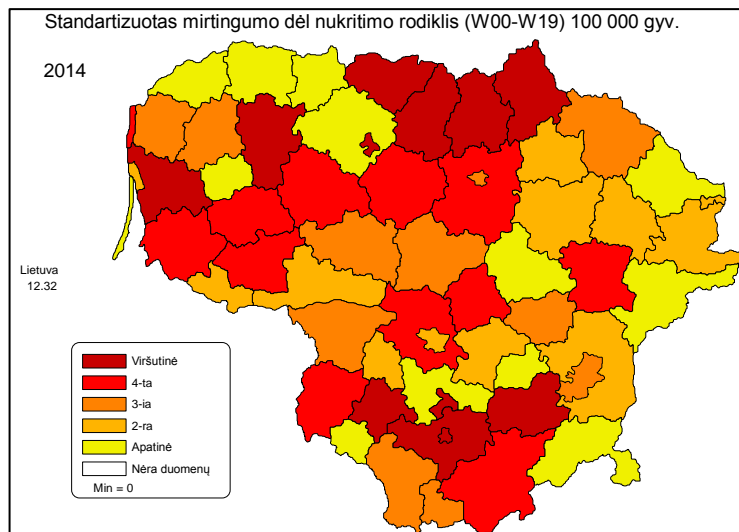 Standartizuotas mirtingumo dėl nukritimo rodiklis (W00-W19) 100 000 gyv.
2014
Lietuva
12.32
Viršutinė
4-ta
3-ia
2-ra
Apatinė
Nėra duomenų
Min = 0